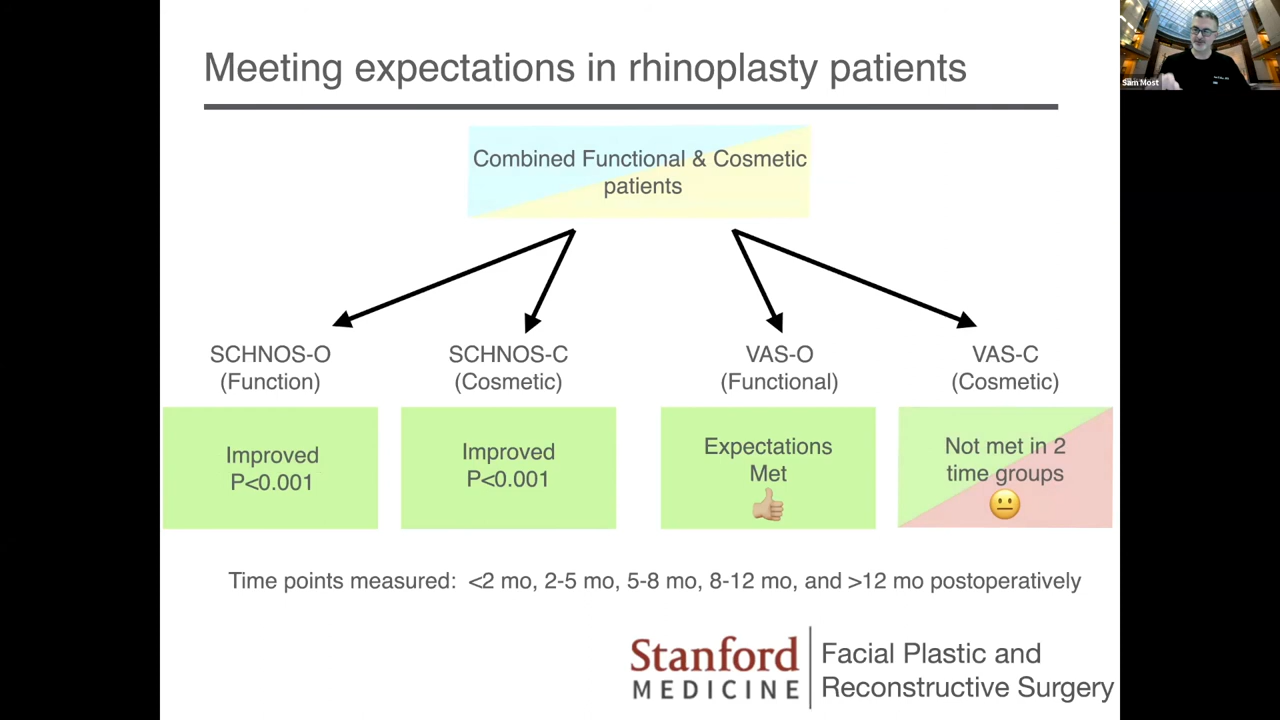 Meeting expectations in rhinoplasty patients
Sam Most
Combined Functional & Cosmetic
patients
SCHNOS-O
(Function)
SCHNOS-C
(Cosmetic)
VAS-O
(Functional)
VAS-C
(Cosmetic)
Improved
P<0.001
Improved
P<0.001
Expectations
Met
Not met in 2
time groups
Time points measured: <2 mo, 2-5 mo, 5-8 mo, 8-12 mo, and >12 mo postoperatively
Stanford
MEDICINE
Facial Plastic and
Reconstructive Surgery